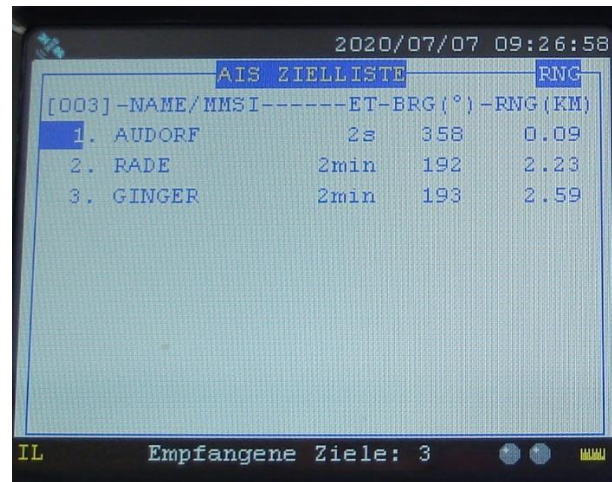 2020/07/07 09:26:58
AIS ZIELLISTE RNG
[003]-NAME/MMSI------ET-BRG(°)-RNG(KM)
1. AUDORF 2s 358 0.09
2. RADE 2min 192 2.23
3. GINGER 2min 193 2.59
IL Empfangene Ziele: 3